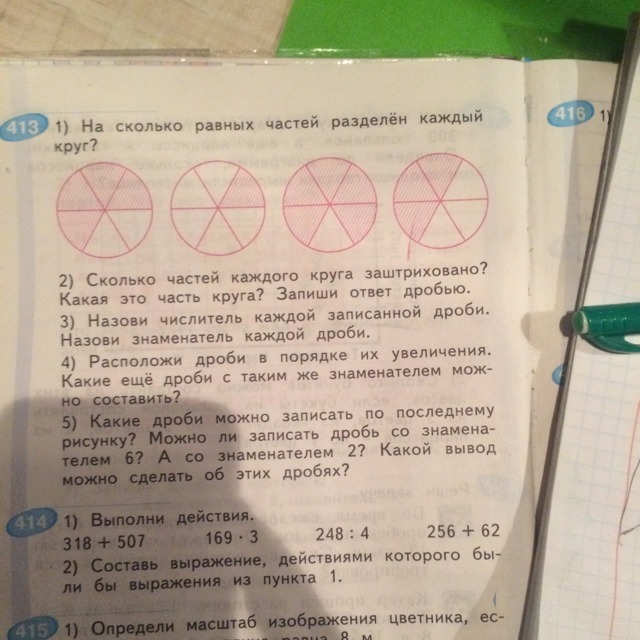 413 1) На сколько равных частей разделён каждый
круг?
2) Сколько частей каждого круга заштриховано?
Какая это часть круга? Запиши ответ дробью.
3) Назови числитель каждой записанной дроби.
Назови знаменатель каждой дроби.
4) Расположи дроби в порядке их увеличения.
Какие ещё дроби с таким же знаменателем мож-
но составить?
5) Какие дроби можно записать по последнему
рисунку? Можно ли записать дробь со знамена-
телем 6? А со знаменателем 2? Какой вывод
можно сделать об этих дробях?
414 1) Выполни действия.
318 + 507 169 · 3 248 : 4 256 + 62
2) Составь выражение, действиями которого бы-
ли бы выражения из пункта 1.
415 1) Определи масштаб изображения цветника, ес-
равна 8 м
416 1)